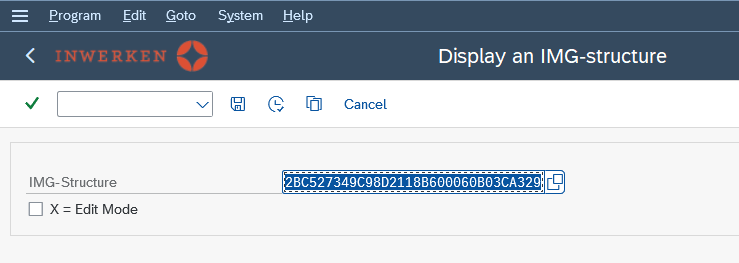 Program Edit Goto System Help
INWERKEN Display an IMG-structure
Cancel
IMG-Structure 2BC527349C98D2118B600060B03CA329
X = Edit Mode